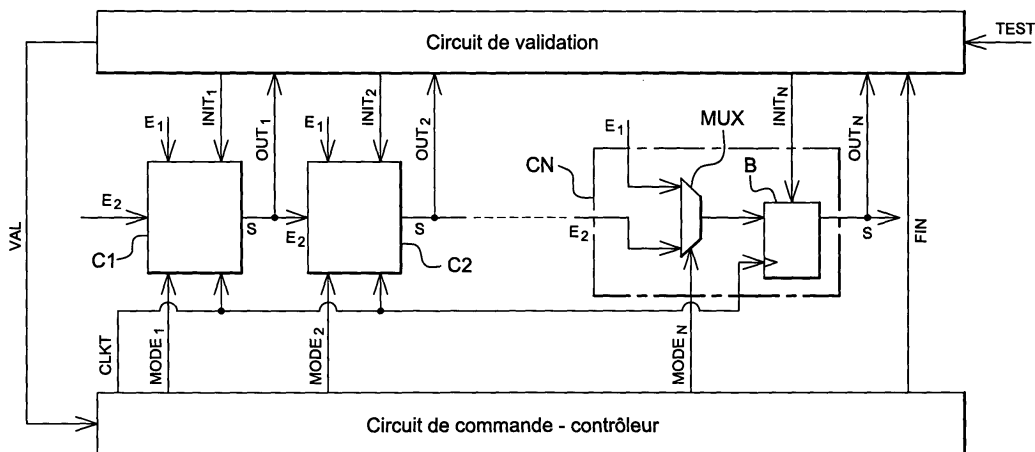 Circuit de validation
TEST
VAL
E1
INIT1
OUT1
E1
INIT2
OUT2
E1
MUX
INITN
OUTN
FIN
CN
B
E2
S
E2
S
E2
S
C1
C2
CLKT
MODE1
MODE2
MODEN
Circuit de commande - contrôleur